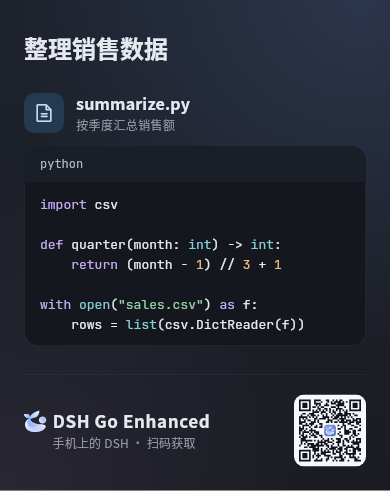 整理销售数据
summarize.py
按季度汇总销售额
python
import csv
def quarter(month: int) -> int:
    return (month - 1) // 3 + 1
with open("sales.csv") as f:
    rows = list(csv.DictReader(f))
DSH Go Enhanced
手机上的 DSH · 扫码获取